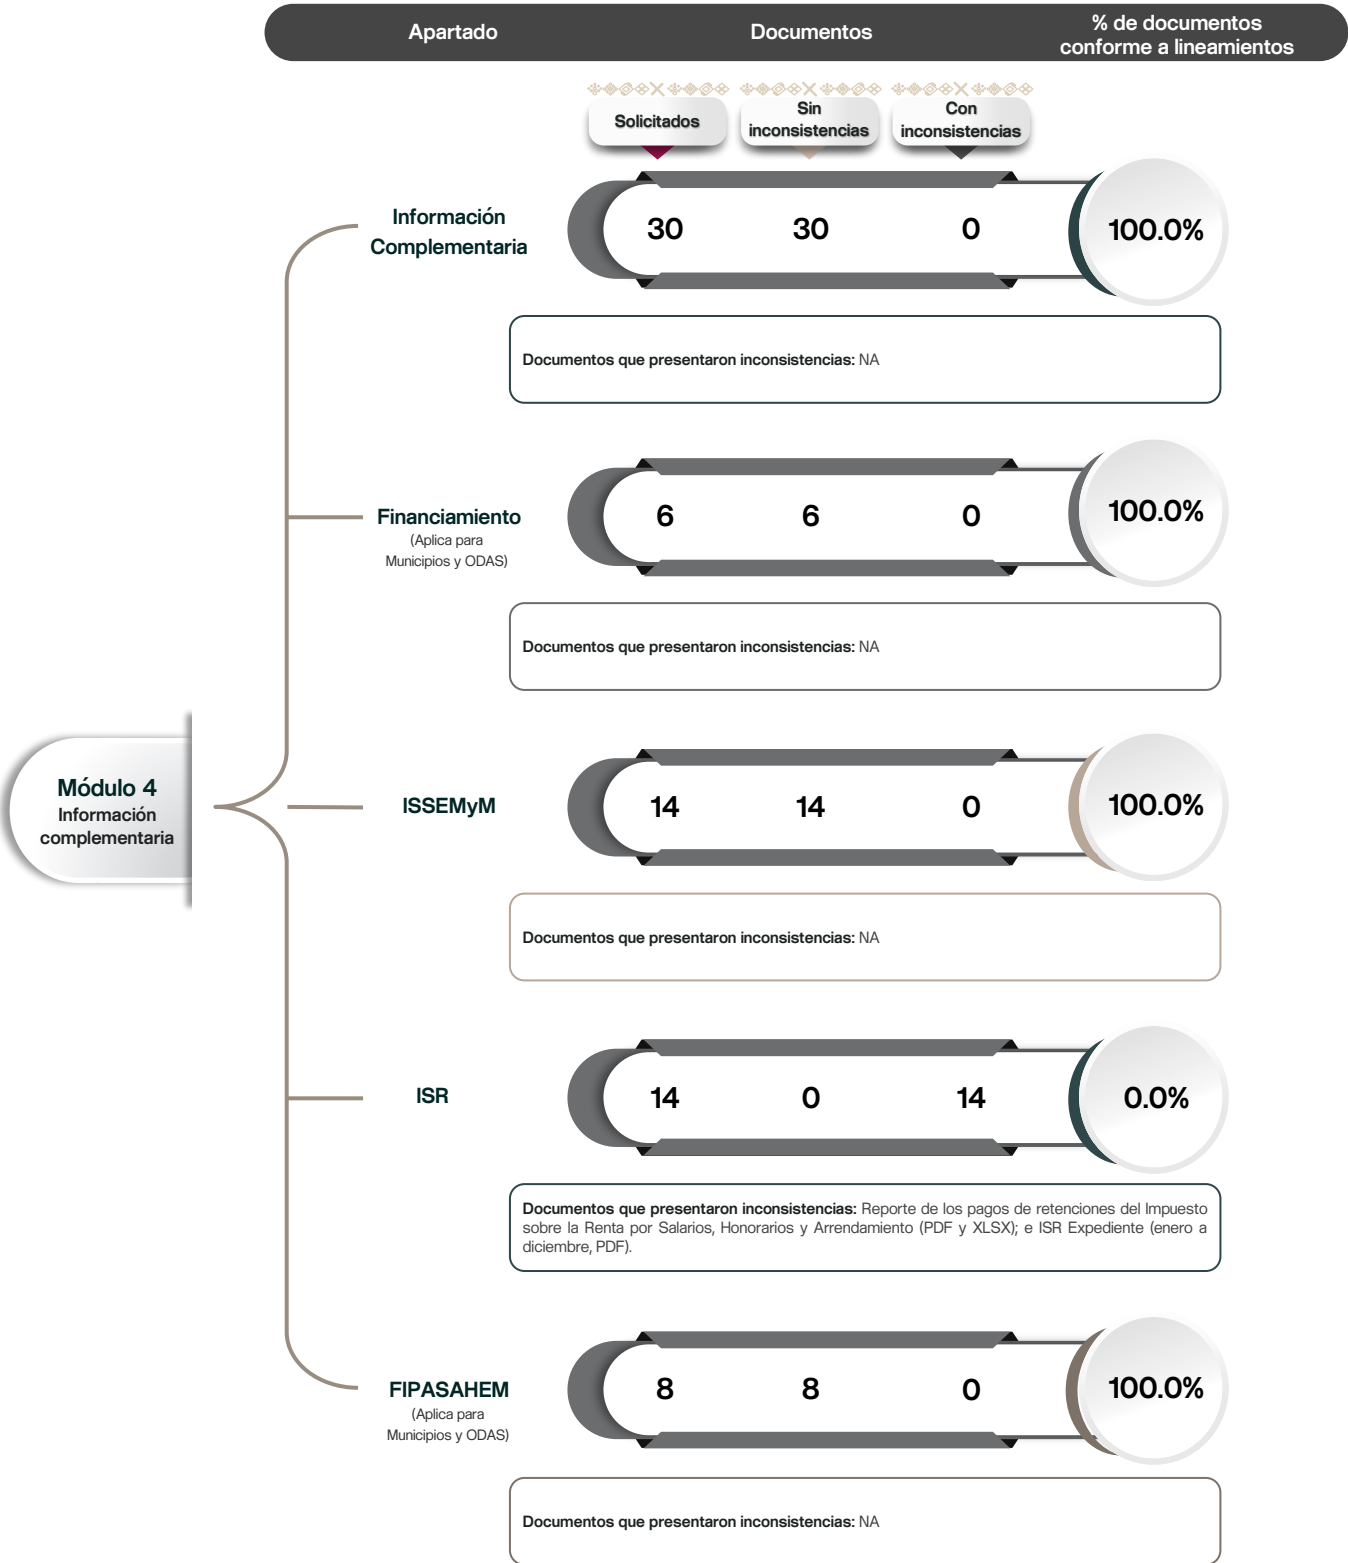 Apartado
Documentos
% de documentos
conforme a lineamientos
Solicitados
Sin
inconsistencias
Con
inconsistencias
Información
Complementaria
30
30
0
100.0%
Documentos que presentaron inconsistencias: NA
Financiamiento
(Aplica para
Municipios y ODAS)
6
6
0
100.0%
Documentos que presentaron inconsistencias: NA
Módulo 4
Información
complementaria
ISSEMyM
14
14
0
100.0%
Documentos que presentaron inconsistencias: NA
ISR
14
0
14
0.0%
Documentos que presentaron inconsistencias: Reporte de los pagos de retenciones del Impuesto
sobre la Renta por Salarios, Honorarios y Arrendamiento (PDF y XLSX); e ISR Expediente (enero a
diciembre, PDF).
FIPASAHEM
(Aplica para
Municipios y ODAS)
8
8
0
100.0%
Documentos que presentaron inconsistencias: NA